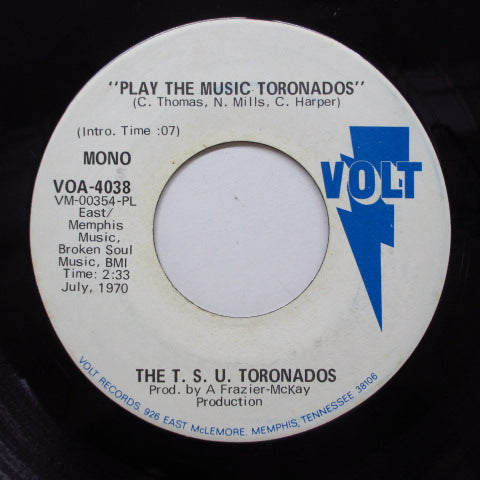 "PLAY THE MUSIC TORONADOS"
(C. Thomas, N. Mills, C. Harper)
(Intro. Time :07)
MONO
VOA-4038
VM-00354-PL
East/
Memphis
Music,
Broken Soul
Music, BMI
Time: 2:33
July, 1970
VOLT
THE T. S. U. TORONADOS
Prod. by A Frazier-McKay
Production
VOLT RECORDS, 926 EAST McLEMORE, MEMPHIS, TENNESSEE 38106